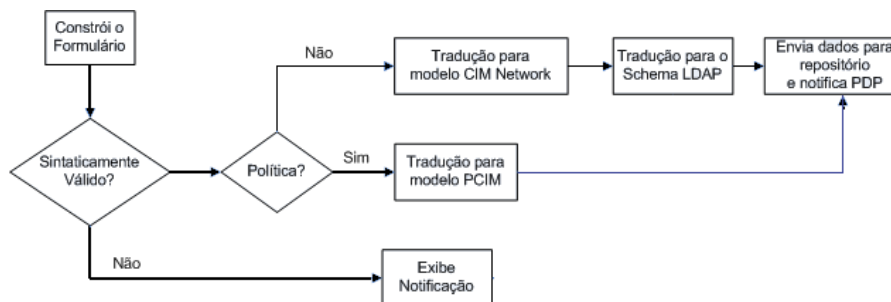 Constrói o
Formulário
Não
Tradução para
modelo CIM Network
Tradução para o
Schema LDAP
Envia dados para
repositório
e notifica PDP
Sintaticamente
Válido?
Política?
Sim
Tradução para
modelo PCIM
Não
Exibe
Notificação